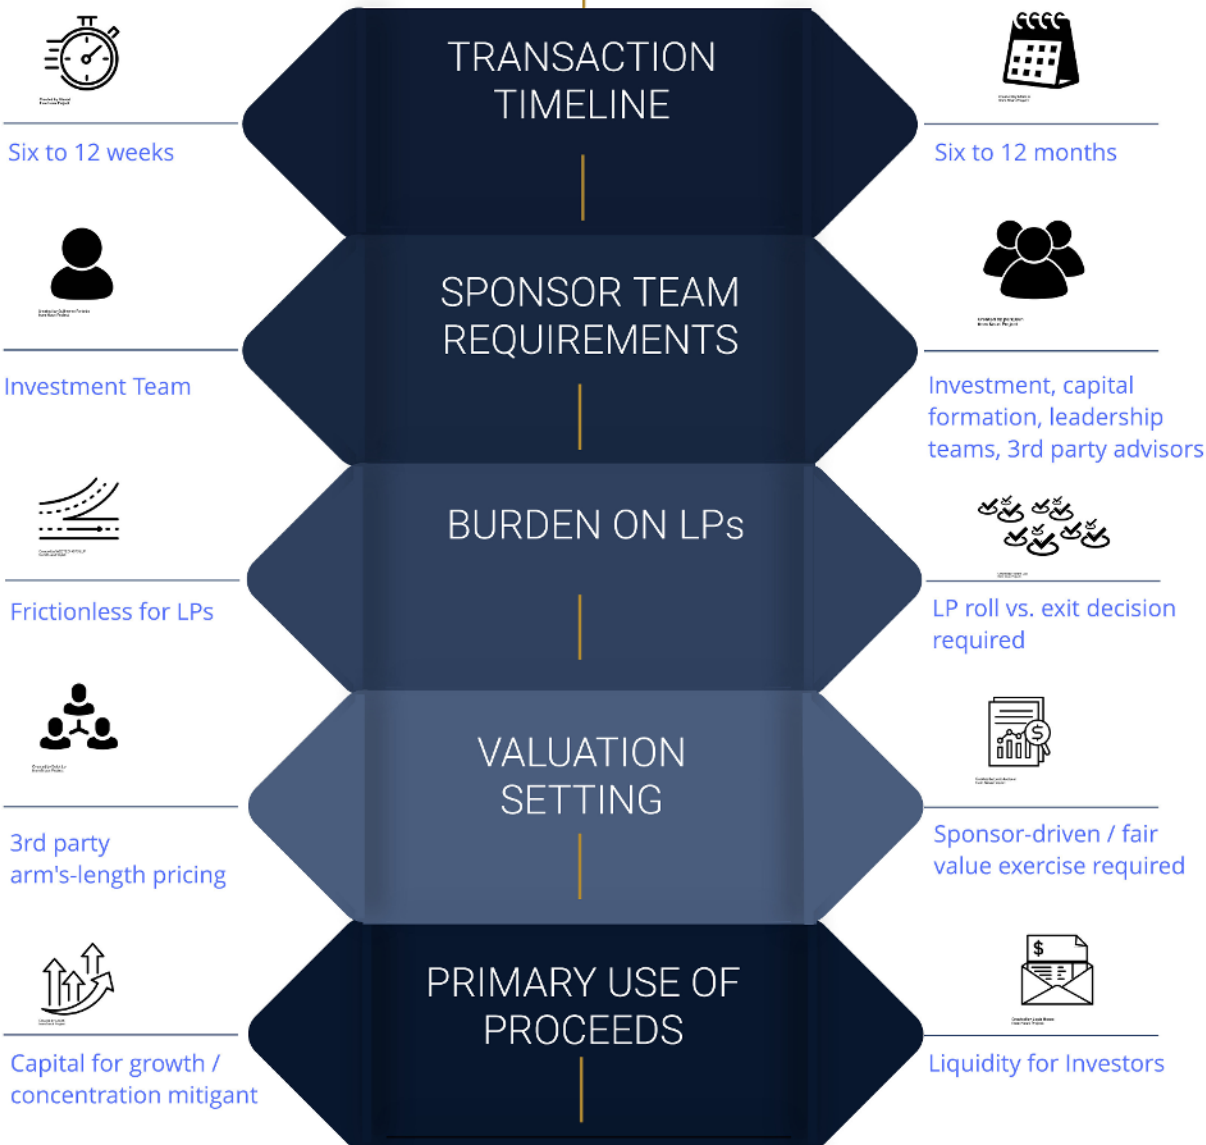 TRANSACTION
TIMELINE
Six to 12 weeks
Six to 12 months
SPONSOR TEAM
REQUIREMENTS
Investment Team
Investment, capital
formation, leadership
teams, 3rd party advisors
BURDEN ON LPs
Frictionless for LPs
LP roll vs. exit decision
required
VALUATION
SETTING
3rd party
arm's-length pricing
Sponsor-driven / fair
value exercise required
$
$
PRIMARY USE OF
PROCEEDS
Capital for growth /
concentration mitigant
Liquidity for Investors